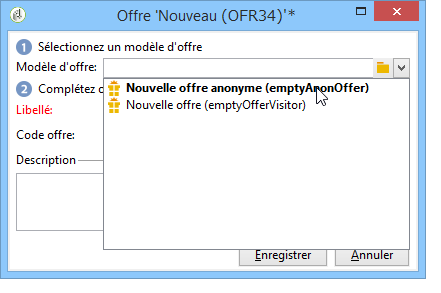 Offre 'Nouveau (OFR34)'*
1 Sélectionnez un modèle d'offre
Modèle d'offre:
Nouvelle offre anonyme (emptyAnonOffer)
Nouvelle offre (emptyOfferVisitor)
2 Complétez
Libellé:
Code offre:
Description
Enregistrer Annuler